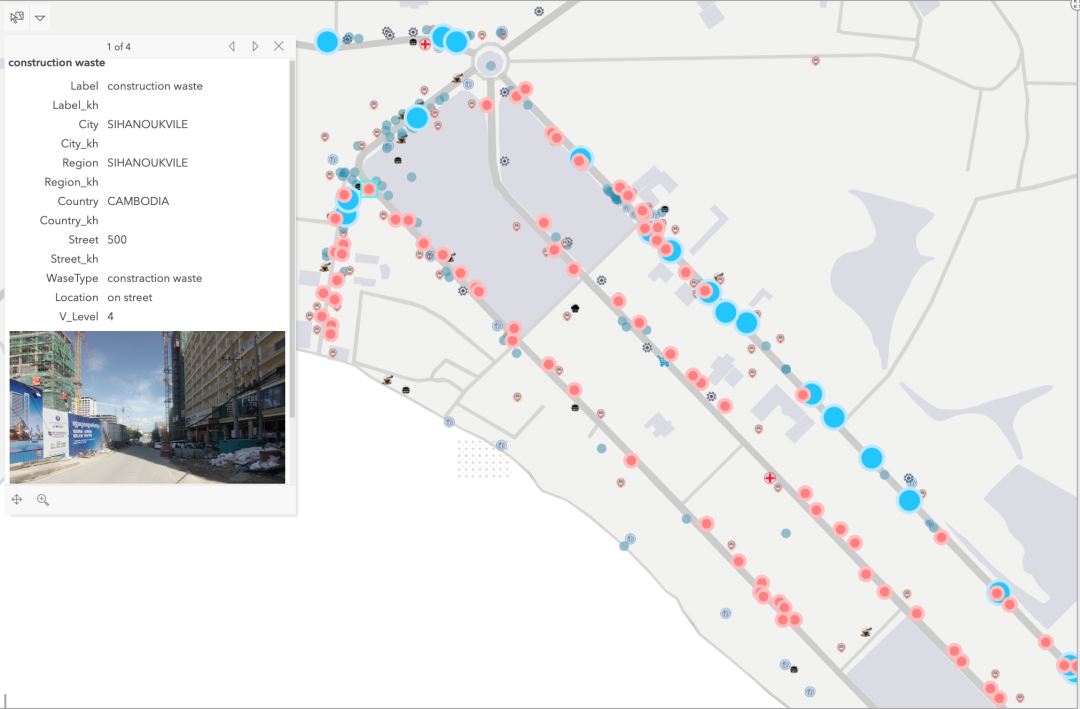 1 of 4
construction waste
Label construction waste
Label_kh
City SIHANOUKVILE
City_kh
Region SIHANOUKVILE
Region_kh
Country CAMBODIA
Country_kh
Street 500
Street_kh
WaseType constraction waste
Location on street
V_Level 4